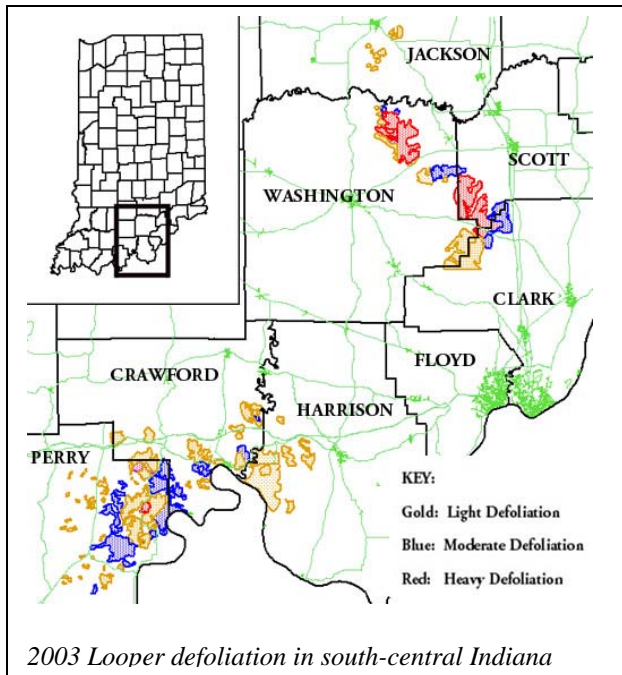 JACKSON
SCOTT
WASHINGTON
CLARK
FLOYD
CRAWFORD
HARRISON
PERRY
KEY:
Gold: Light Defoliation
Blue: Moderate Defoliation
Red: Heavy Defoliation
2003 Looper defoliation in south-central Indiana